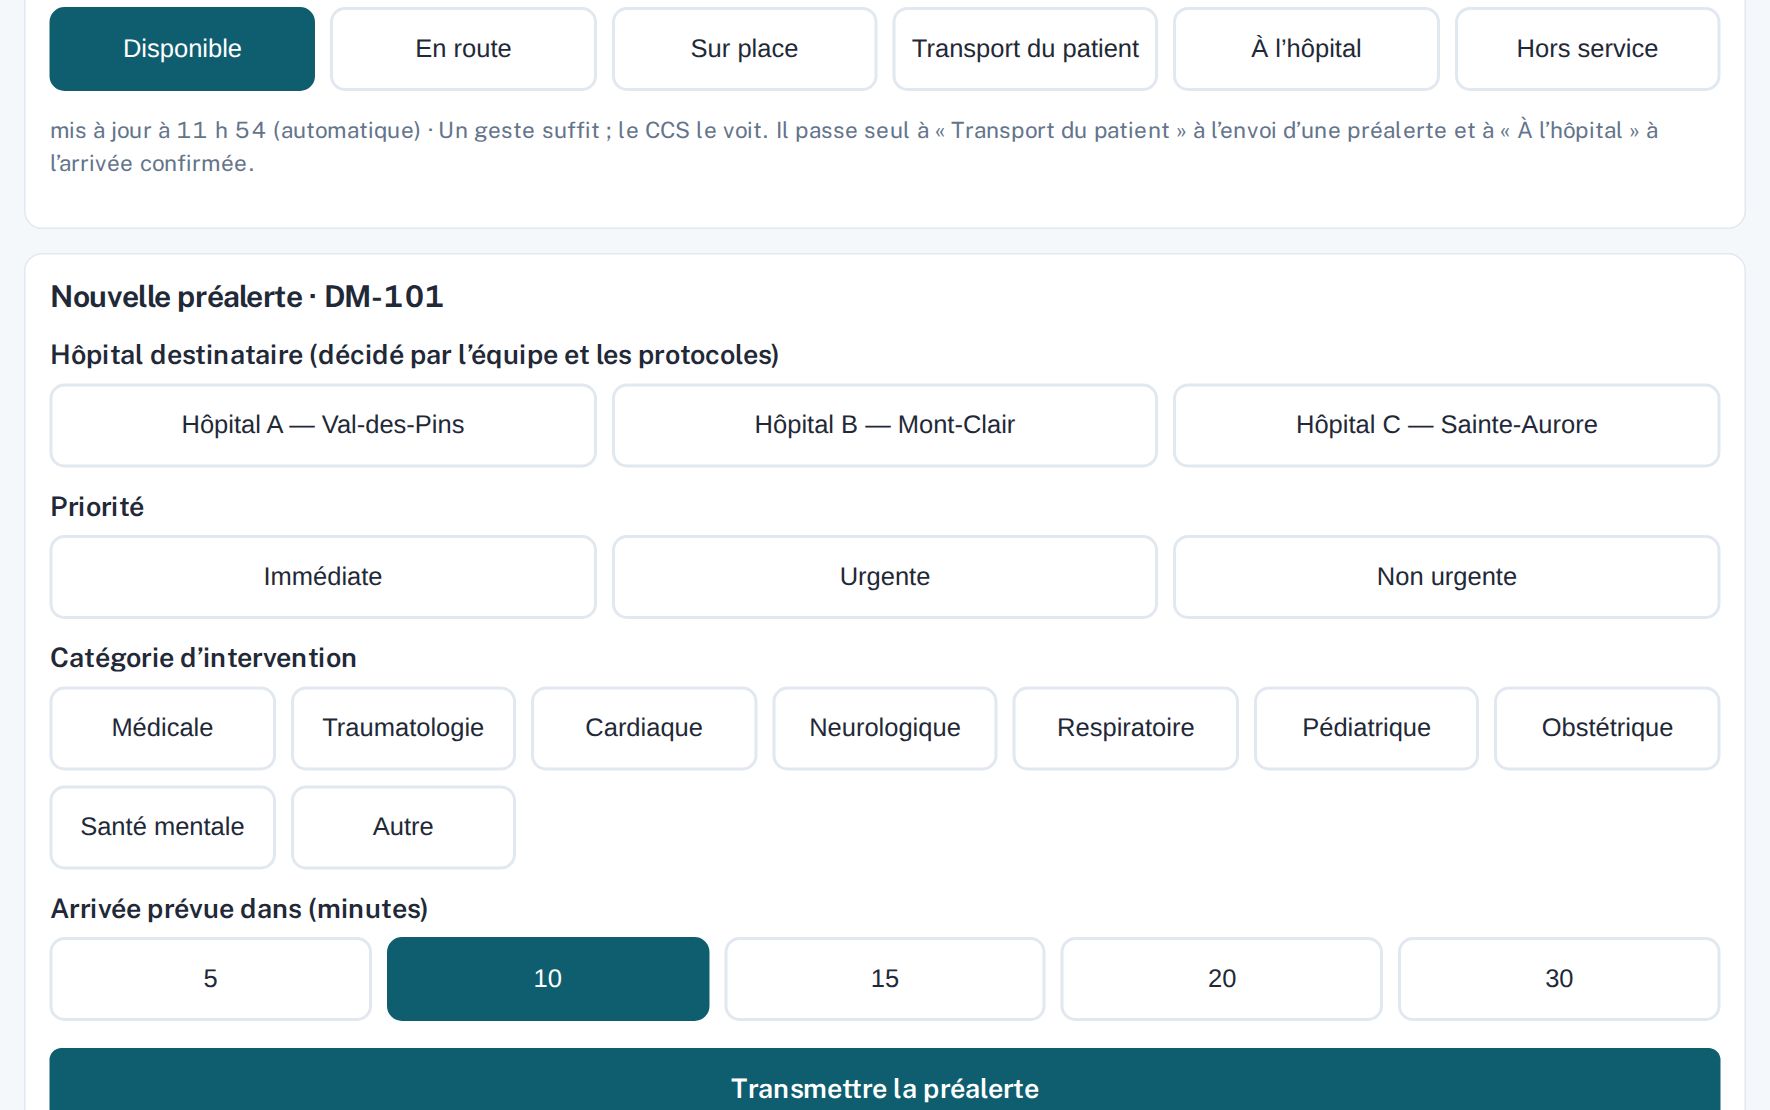 Disponible
En route
Sur place
Transport du patient
À l’hôpital
Hors service
mis à jour à 11 h 54 (automatique) · Un geste suffit ; le CCS le voit. Il passe seul à « Transport du patient » à l’envoi d’une préalerte et à « À l’hôpital » à
l’arrivée confirmée.
Nouvelle préalerte · DM-101
Hôpital destinataire (décidé par l’équipe et les protocoles)
Hôpital A — Val-des-Pins
Hôpital B — Mont-Clair
Hôpital C — Sainte-Aurore
Priorité
Immédiate
Urgente
Non urgente
Catégorie d’intervention
Médicale
Traumatologie
Cardiaque
Neurologique
Respiratoire
Pédiatrique
Obstétrique
Santé mentale
Autre
Arrivée prévue dans (minutes)
5
10
15
20
30
Transmettre la préalerte